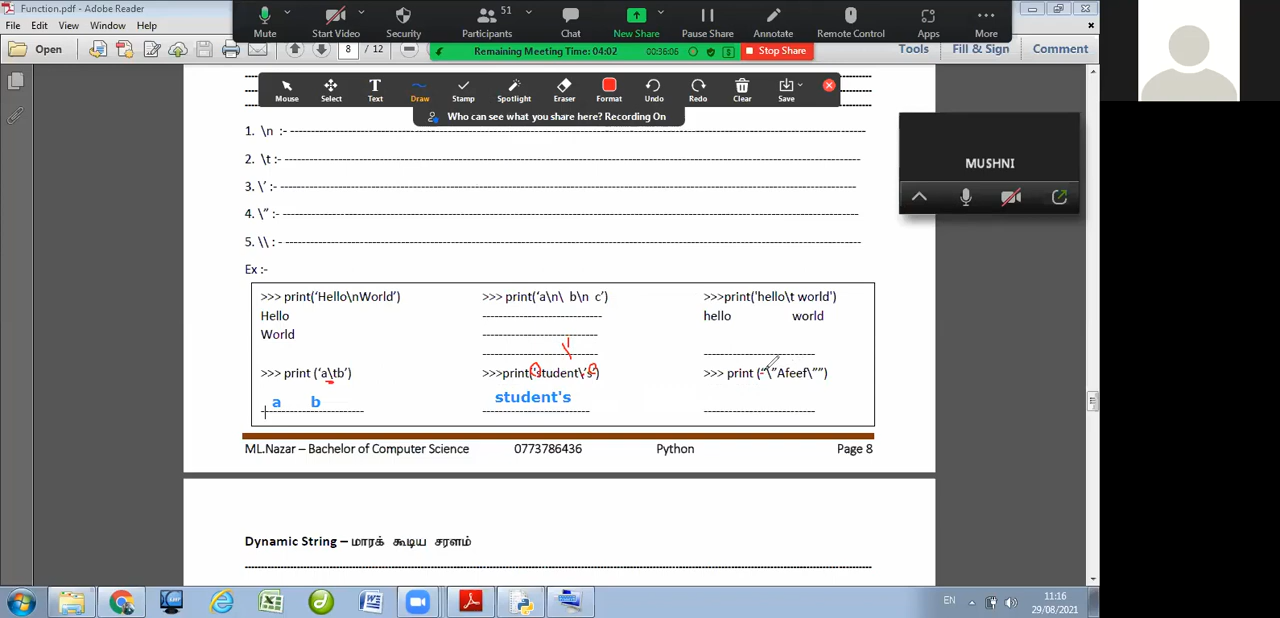 Function.pdf - Adobe Reader
File Edit View Window Help
Open
8 / 12
Tools Fill & Sign Comment
Mute Start Video Security Participants 51 Chat New Share Pause Share Annotate Remote Control Apps More
Remaining Meeting Time: 04:02 00:36:06 Stop Share
Mouse Select Text Draw Stamp Spotlight Eraser Format Undo Redo Clear Save
Who can see what you share here? Recording On
MUSHNI
1. \n :-
2. \t :-
3. \’ :-
4. \” :-
5. \\ : -
Ex :-
>>> print(‘Hello\nWorld’)
Hello
World
>>> print(‘a\n\ b\n c’)
>>>print('hello\t world')
hello world
>>> print (‘a\tb’)
a b
>>>print(‘student\’s’)
student's
>>> print (“\”Afeef\””)
ML.Nazar – Bachelor of Computer Science 0773786436 Python Page 8
Dynamic String – மாரக் கூடிய சரளம்
EN
11:16
29/08/2021